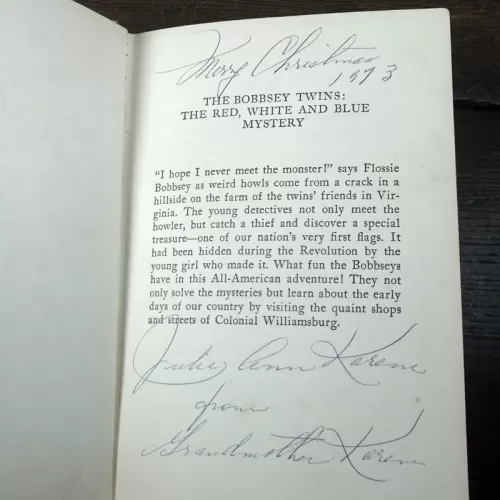 Merry Christmas
1973
THE BOBBSEY TWINS:
THE RED, WHITE AND BLUE
MYSTERY
"I hope I never meet the monster!" says Flossie
Bobbsey as weird howls come from a crack in a
hillside on the farm of the twins' friends in Vir-
ginia. The young detectives not only meet the
howler, but catch a thief and discover a special
treasure—one of our nation's very first flags. It
had been hidden during the Revolution by the
young girl who made it. What fun the Bobbseys
have in this All-American adventure! They not
only solve the mysteries but learn about the early
days of our country by visiting the quaint shops
and streets of Colonial Williamsburg.
Julie Ann Karene
from
Grandmother Karene